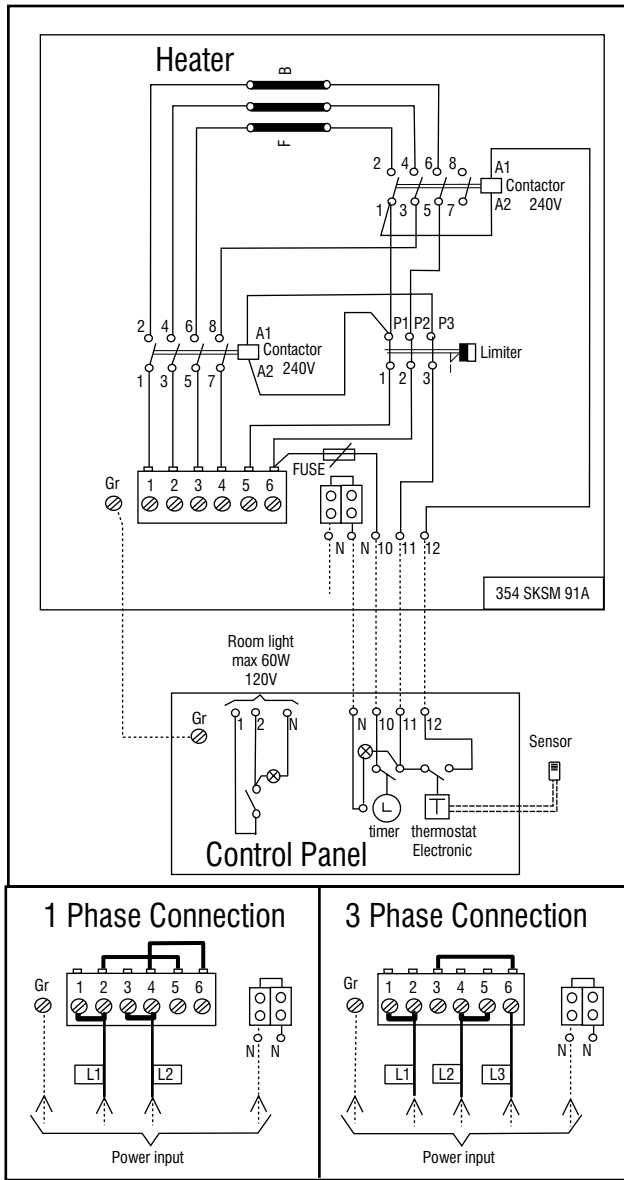 Heater
B
F
2 4 6 8
A1
Contactor
A2 240V
1 3 5 7
2 4 6 8
A1
Contactor
A2 240V
1 3 5 7
P1 P2 P3
Limiter
1 2 3
FUSE
Gr
1 2 3 4 5 6
N N 10 11 12
354 SKSM 91A
Room light
max 60W
120V
Gr
1 2 N
N 10 11 12
Sensor
timer
thermostat
Electronic
Control Panel
1 Phase Connection
Gr
1 2 3 4 5 6
N N
L1 L2
Power input
3 Phase Connection
Gr
1 2 3 4 5 6
N N
L1 L2 L3
Power input